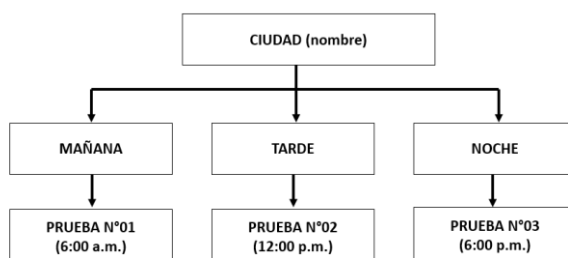 CIUDAD (nombre)
MAÑANA
TARDE
NOCHE
PRUEBA N°01
(6:00 a.m.)
PRUEBA N°02
(12:00 p.m.)
PRUEBA N°03
(6:00 p.m.)